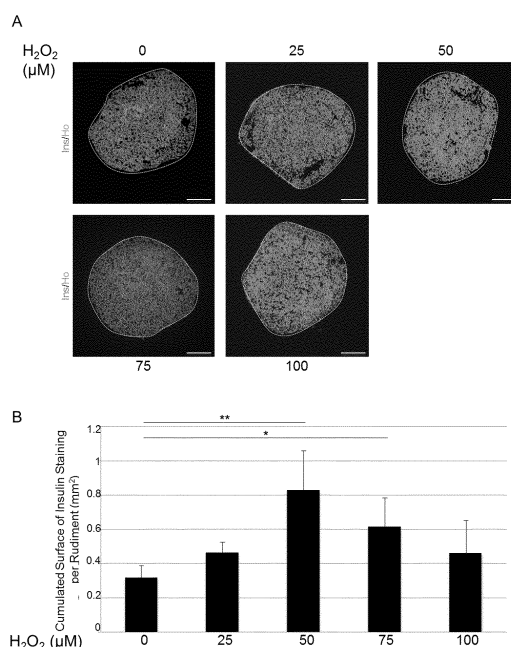 A
H2O2 (µM)
0
25
50
Ins/Ho
Ins/Ho
75
100
B
Cumulated Surface of Insulin Staining
per Rudiment (mm²)
1.2
1
0.8
0.6
0.4
0.2
0
**
*
H2O2 (µM)
0
25
50
75
100